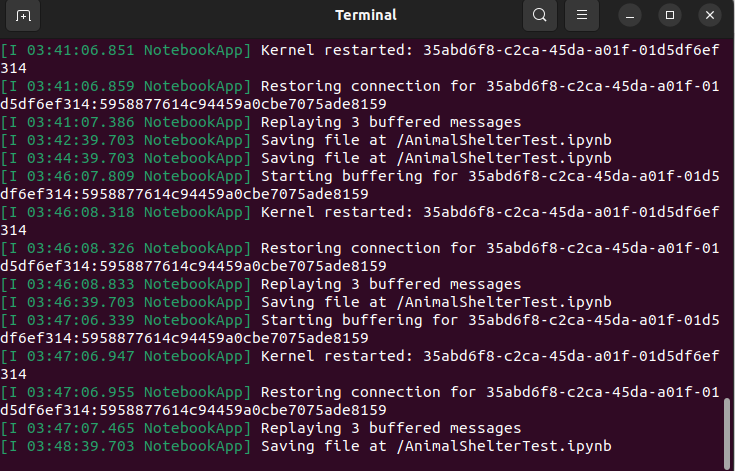 Terminal
[I 03:41:06.851 NotebookApp] Kernel restarted: 35abd6f8-c2ca-45da-a01f-01d5df6ef
314
[I 03:41:06.859 NotebookApp] Restoring connection for 35abd6f8-c2ca-45da-a01f-01
d5df6ef314:5958877614c94459a0cbe7075ade8159
[I 03:41:07.386 NotebookApp] Replaying 3 buffered messages
[I 03:42:39.703 NotebookApp] Saving file at /AnimalShelterTest.ipynb
[I 03:44:39.703 NotebookApp] Saving file at /AnimalShelterTest.ipynb
[I 03:46:07.809 NotebookApp] Starting buffering for 35abd6f8-c2ca-45da-a01f-01d5
df6ef314:5958877614c94459a0cbe7075ade8159
[I 03:46:08.318 NotebookApp] Kernel restarted: 35abd6f8-c2ca-45da-a01f-01d5df6ef
314
[I 03:46:08.326 NotebookApp] Restoring connection for 35abd6f8-c2ca-45da-a01f-01
d5df6ef314:5958877614c94459a0cbe7075ade8159
[I 03:46:08.833 NotebookApp] Replaying 3 buffered messages
[I 03:46:39.703 NotebookApp] Saving file at /AnimalShelterTest.ipynb
[I 03:47:06.339 NotebookApp] Starting buffering for 35abd6f8-c2ca-45da-a01f-01d5
df6ef314:5958877614c94459a0cbe7075ade8159
[I 03:47:06.947 NotebookApp] Kernel restarted: 35abd6f8-c2ca-45da-a01f-01d5df6ef
314
[I 03:47:06.955 NotebookApp] Restoring connection for 35abd6f8-c2ca-45da-a01f-01
d5df6ef314:5958877614c94459a0cbe7075ade8159
[I 03:47:07.465 NotebookApp] Replaying 3 buffered messages
[I 03:48:39.703 NotebookApp] Saving file at /AnimalShelterTest.ipynb